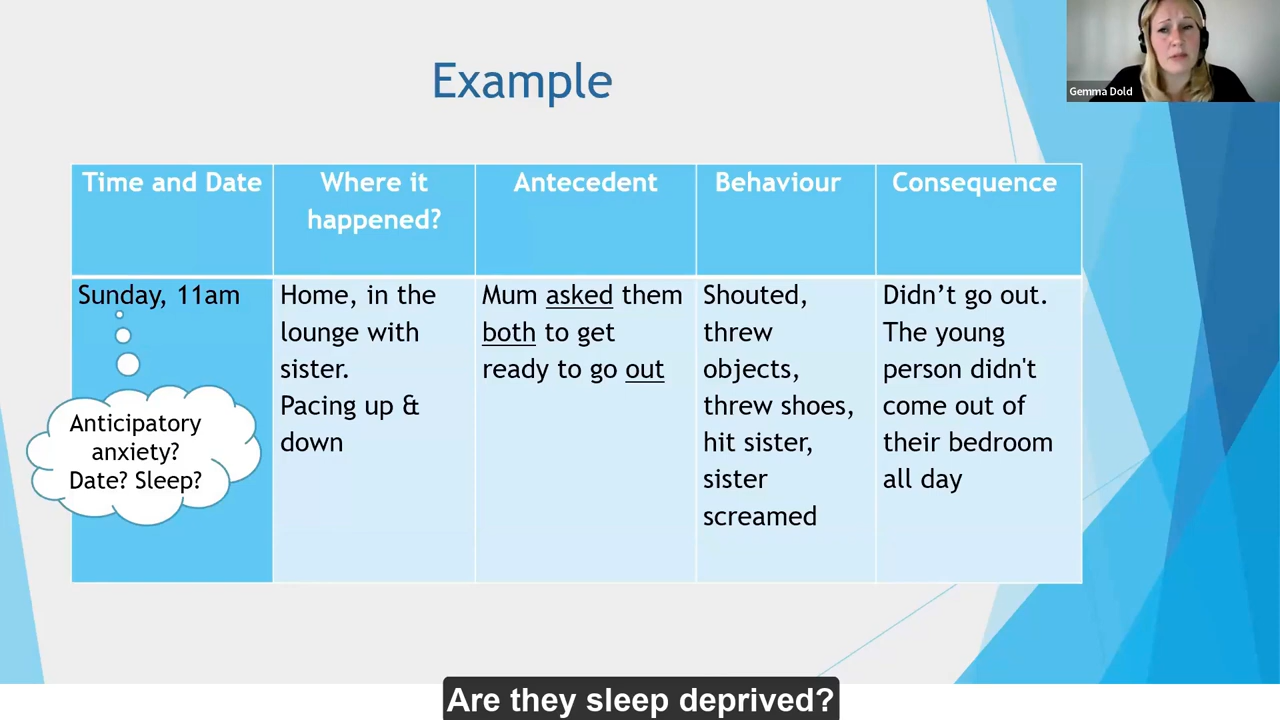 Example
Gemma Dold
Time and Date
Where it
happened?
Antecedent
Behaviour
Consequence
Sunday, 11am
Anticipatory
anxiety?
Date? Sleep?
Home, in the
lounge with
sister.
Pacing up &
down
Mum asked them
both to get
ready to go out
Shouted,
threw
objects,
threw shoes,
hit sister,
sister
screamed
Didn’t go out.
The young
person didn't
come out of
their bedroom
all day
Are they sleep deprived?